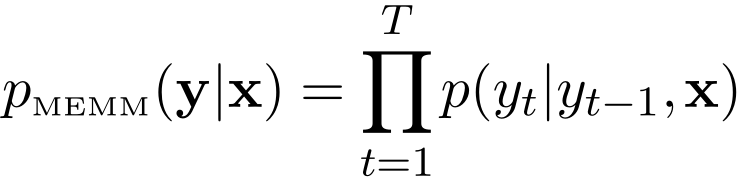 p_MEMM(y|x) = ∏_{t=1}^{T} p(y_t|y_{t−1}, x)